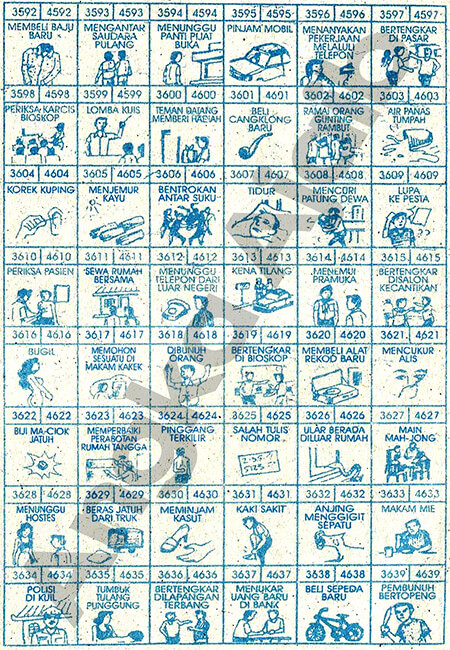 3592 4592 3593 4593 3594 4594 3595 4595 3596 4596 3597 4597
MEMBELI BAJU
BARU
MENGANTAR
SAUDARA
PULANG
MENUNGGU
PANTI PIJAT
BUKA
PINJAM MOBIL
MENANYAKAN
PEKERJAAN
MELALUI
TELEPON
BERTENGKAR
DI PASAR
3598 4598 3599 4599 3600 4600 3601 4601 3602 4602 3603 4603
PERIKSA KARCIS
BIOSKOP
LOMBA KUIS
TEMAN DATANG
MEMBERI HADIAH
BELI
CANGKLONG
BARU
RAMAI ORANG
GUNTING
RAMBUT
AIR PANAS
TUMPAH
3604 4604 3605 4605 3606 4606 3607 4607 3608 4608 3609 4609
KOREK KUPING
MENJEMUR
KAYU
BENTROKAN
ANTAR SUKU
TIDUR
MENCURI
PATUNG DEWA
LUPA
KE PESTA
3610 4610 3611 4611 3612 4612 3613 4613 3614 4614 3615 4615
PERIKSA PASIEN
SEWA RUMAH
BERSAMA
MENUNGGU
TELEPON DARI
LUAR NEGERI
KENA TILANG
MENEMUI
PRAMUKA
BERTENGKAR
DISALON
KECANTIKAN
3616 4616 3617 4617 3618 4618 3619 4619 3620 4620 3621 4621
BUGIL
MEMOHON
SESUATU DI
MAKAM KAKEK
DIBUNUH
ORANG
BERTENGKAR
DI BIOSKOP
MEMBELI ALAT
REKOD BARU
MENCUKUR
ALIS
3622 4622 3623 4623 3624 4624 3625 4625 3626 4626 3627 4627
BIJI MA-CIOK
JATUH
MEMPERBAIKI
PERABOTAN
RUMAH TANGGA
PINGGANG
TERKILIR
SALAH TULIS
NOMOR
ULAR BERADA
DILUAR RUMAH
MAIN
MAH-JONG
3628 4628 3629 4629 3630 4630 3631 4631 3632 4632 3633 4633
MENUNGGU
HOSTES
BERAS JATUH
DARI TRUK
MEMINJAM
KASUT
KAKI SAKIT
ANJING
MENGGIGIT
SEPATU
MAKAM MIE
3634 4634 3635 4635 3636 4636 3637 4637 3638 4638 3639 4639
POLISI
DI KUIL
TUMBUK
TULANG
PUNGGUNG
BERTENGKAR
DILAPANGAN
TERBANG
MENUKAR
UANG BARU
DI BANK
BELI SEPEDA
BARU
PEMBUNUH
BERTOPENG